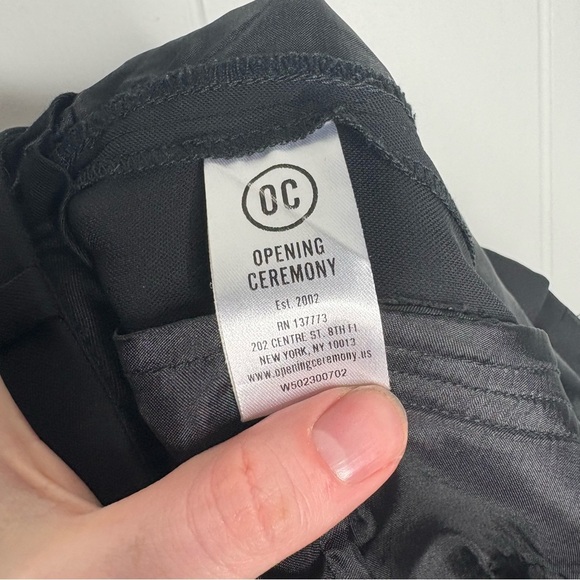 OC
OPENING
CEREMONY
Est. 2002
RN 137773
202 CENTRE ST. 8TH Fl
NEW YORK, NY 10013
www.openingceremony.us
W502300702